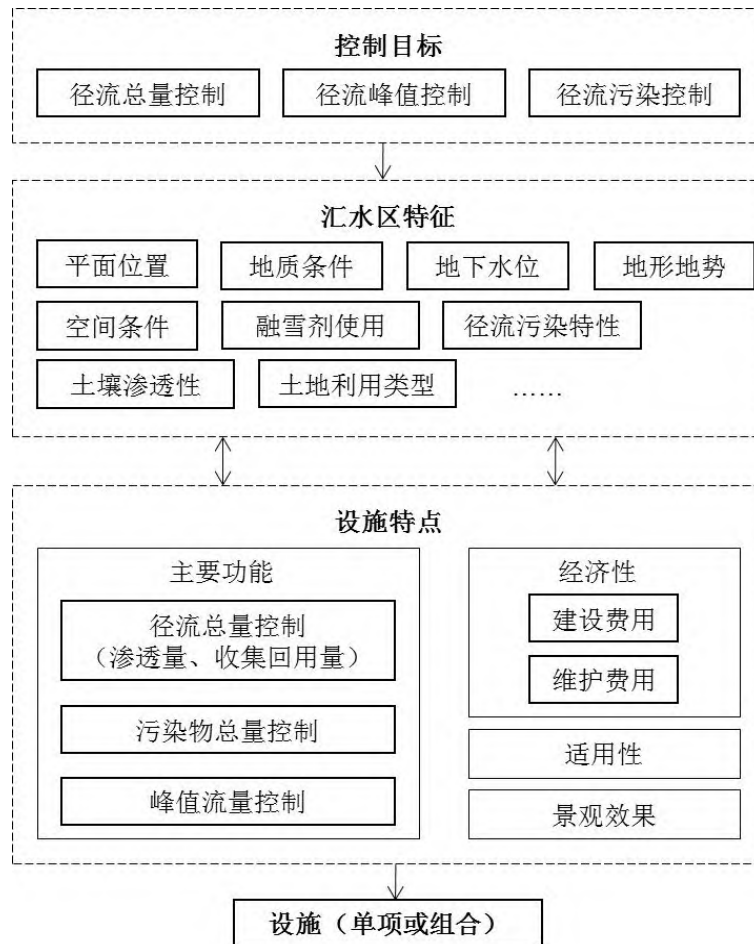 控制目标
径流总量控制 径流峰值控制 径流污染控制
汇水区特征
平面位置 地质条件 地下水位 地形地势
空间条件 融雪剂使用 径流污染特性
土壤渗透性 土地利用类型 ……
设施特点
主要功能 经济性
径流总量控制
（渗透量、收集回用量）
污染物总量控制
峰值流量控制
建设费用
维护费用
适用性
景观效果
设施（单项或组合）